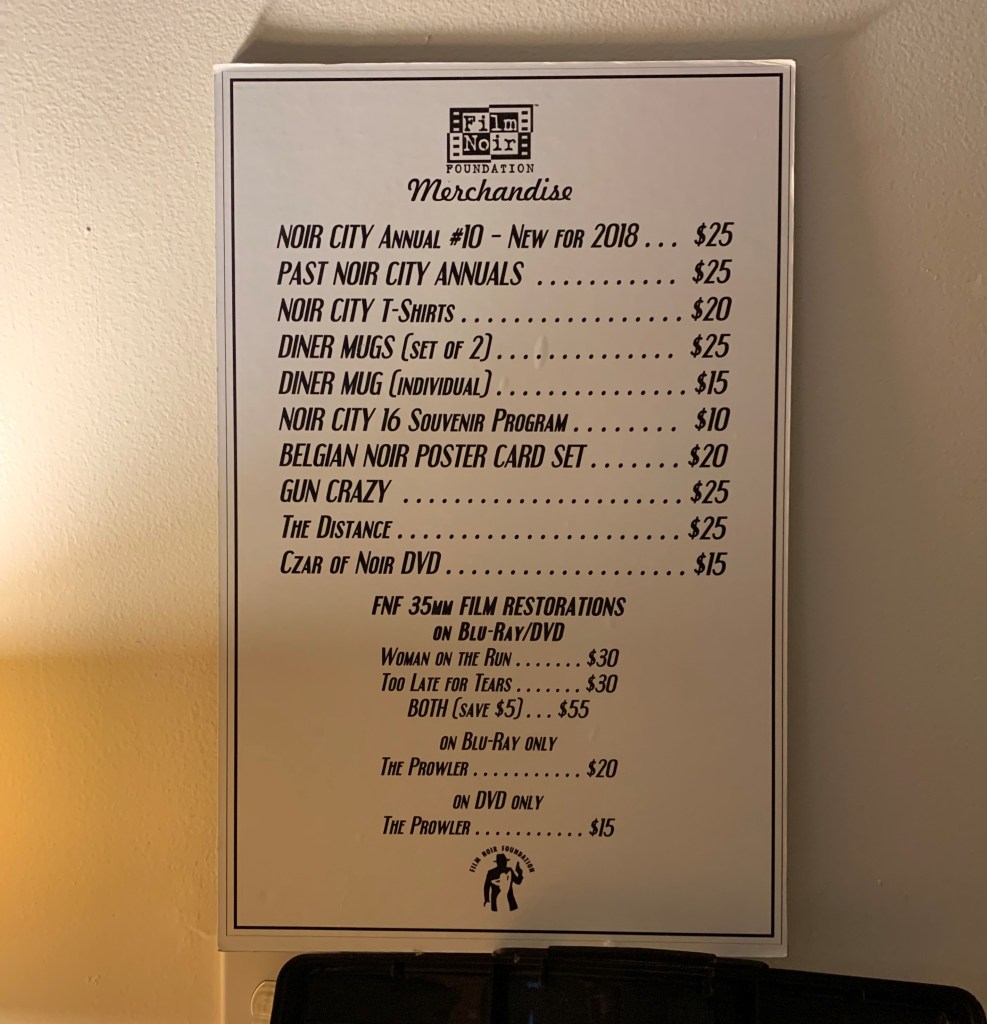 Film
Noir
FOUNDATION
Merchandise
NOIR CITY ANNUAL #10 – NEW FOR 2018 . . . $25
PAST NOIR CITY ANNUALS . . . . . . . . . . . $25
NOIR CITY T-SHIRTS . . . . . . . . . . . . . . . . . . $20
DINER MUGS (SET OF 2) . . . . . . . . . . . . . . $25
DINER MUG (INDIVIDUAL) . . . . . . . . . . . . . . . $15
NOIR CITY 16 SOUVENIR PROGRAM . . . . . . . . $10
BELGIAN NOIR POSTER CARD SET . . . . . . . $20
GUN CRAZY . . . . . . . . . . . . . . . . . . . . . . $25
THE DISTANCE . . . . . . . . . . . . . . . . . . . . . . $25
CZAR OF NOIR DVD . . . . . . . . . . . . . . . . . . . $15
FNF 35MM FILM RESTORATIONS
ON BLU-RAY/DVD
WOMAN ON THE RUN . . . . . . . $30
TOO LATE FOR TEARS . . . . . . . $30
BOTH (SAVE $5) . . . $55
ON BLU-RAY ONLY
THE PROWLER . . . . . . . . . . . $20
ON DVD ONLY
THE PROWLER . . . . . . . . . . . $15
FILM NOIR FOUNDATION